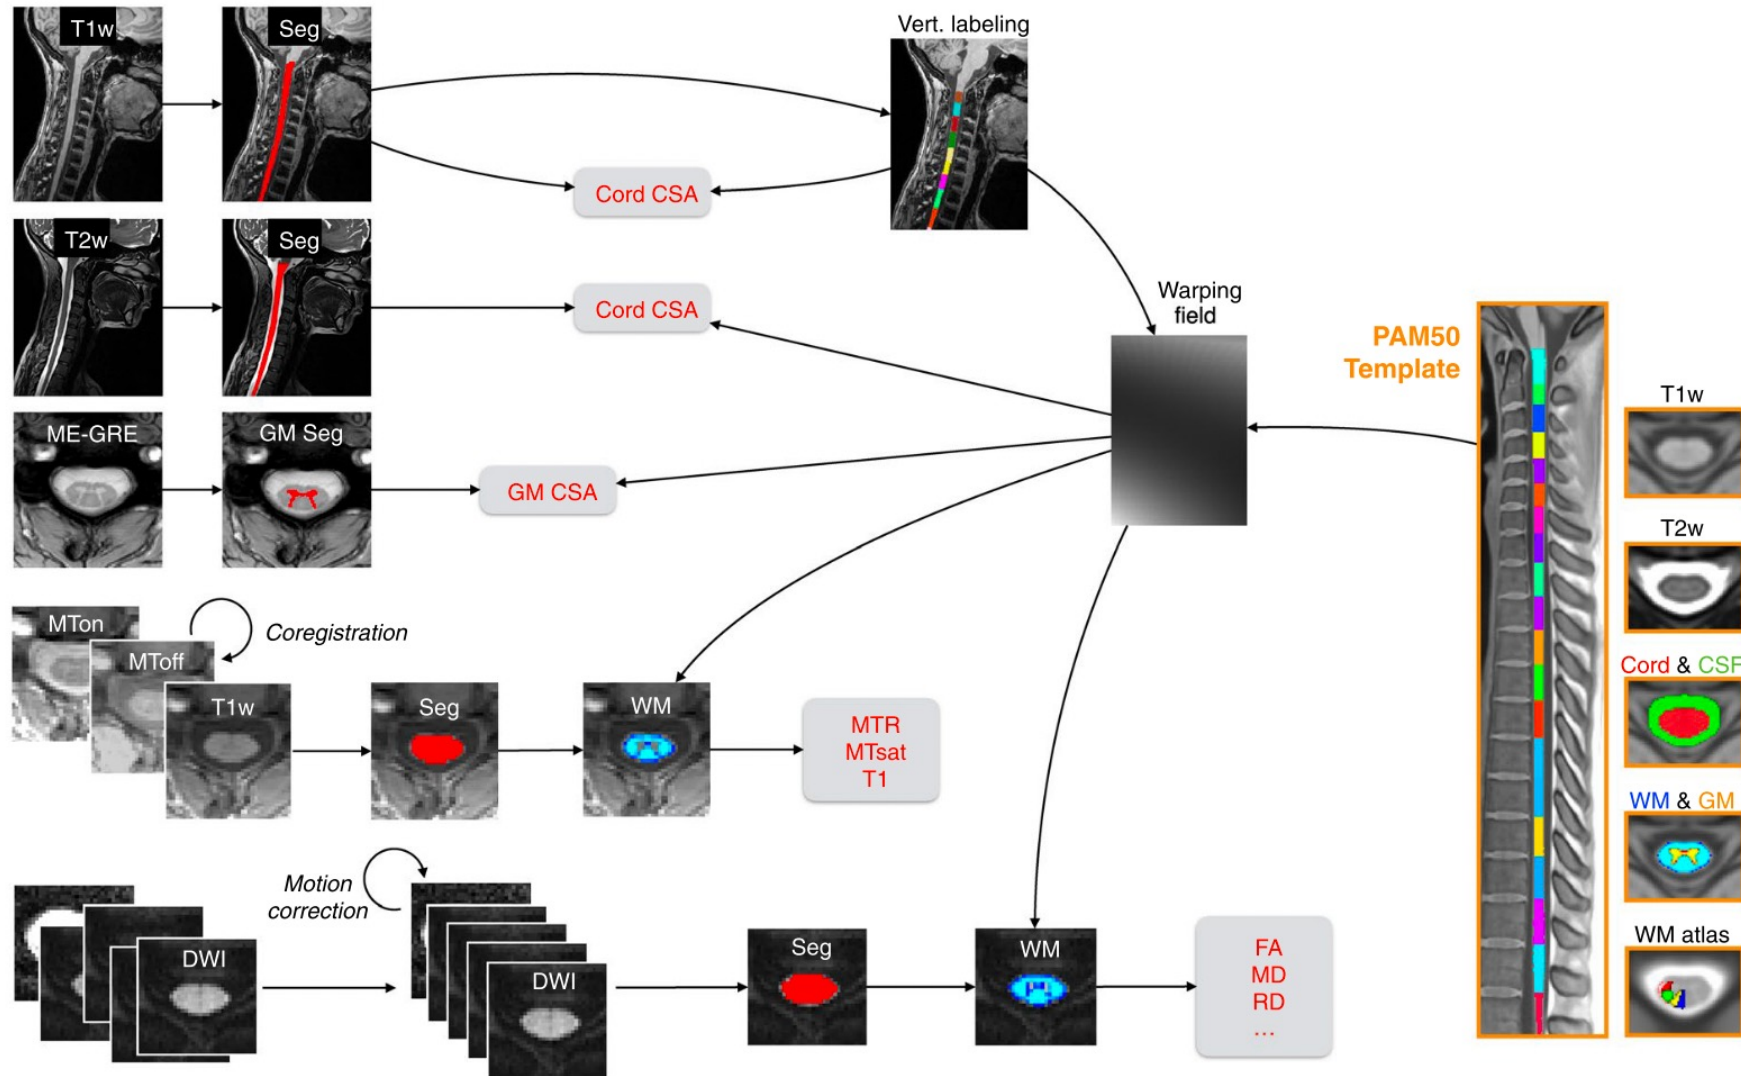 T1w
Seg
Vert. labeling
Cord CSA
T2w
Seg
Cord CSA
Warping
field
PAM50
Template
ME-GRE
GM Seg
GM CSA
T1w
T2w
Cord & CSF
WM & GM
WM atlas
MTon
MToff
T1w
Coregistration
Seg
WM
MTR
MTsat
T1
DWI
Motion
correction
DWI
Seg
WM
FA
MD
RD
...